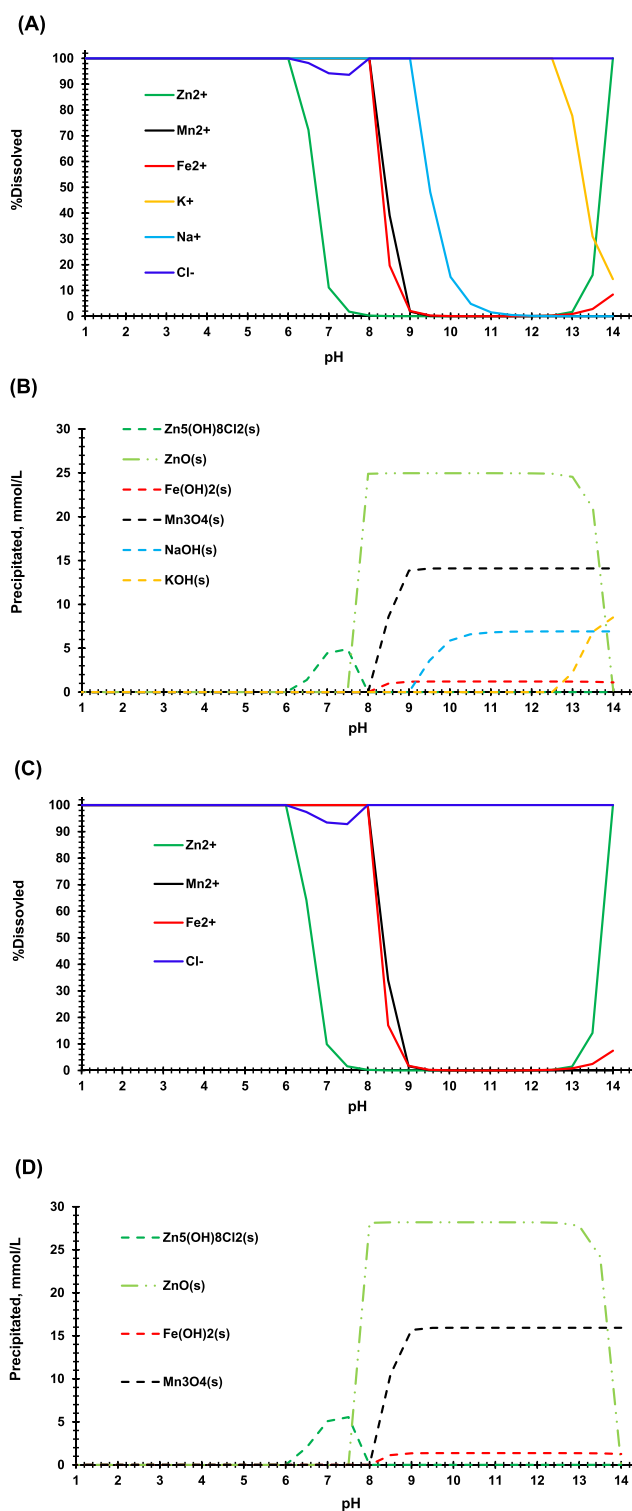 (A)
100
90
80
70
60
50
40
30
20
10
0
%Dissolved
Zn2+
Mn2+
Fe2+
K+
Na+
Cl-
1 2 3 4 5 6 7 8 9 10 11 12 13 14
pH
(B)
30
25
20
15
10
5
0
Precipitated, mmol/L
Zn5(OH)8Cl2(s)
ZnO(s)
Fe(OH)2(s)
Mn3O4(s)
NaOH(s)
KOH(s)
1 2 3 4 5 6 7 8 9 10 11 12 13 14
pH
(C)
100
90
80
70
60
50
40
30
20
10
0
%Dissovled
Zn2+
Mn2+
Fe2+
Cl-
1 2 3 4 5 6 7 8 9 10 11 12 13 14
pH
(D)
30
25
20
15
10
5
0
Precipitated, mmol/L
Zn5(OH)8Cl2(s)
ZnO(s)
Fe(OH)2(s)
Mn3O4(s)
1 2 3 4 5 6 7 8 9 10 11 12 13 14
pH